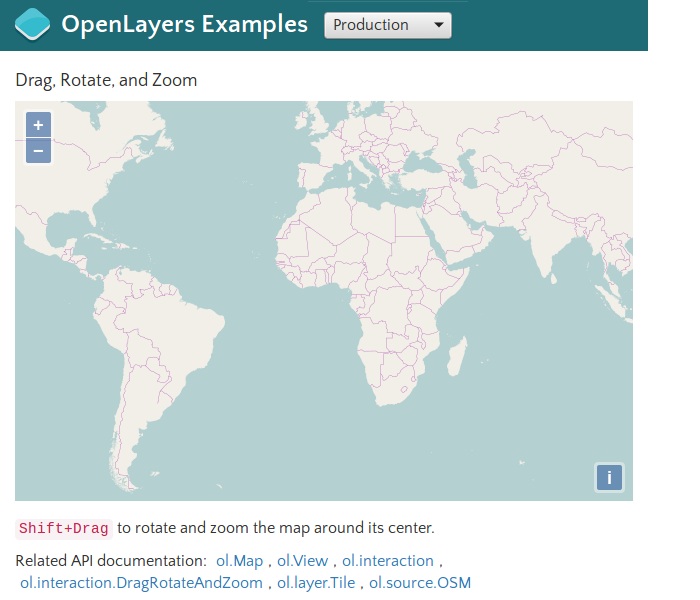 OpenLayers Examples Production
Drag, Rotate, and Zoom
+
−
i
Shift+Drag to rotate and zoom the map around its center.
Related API documentation: ol.Map , ol.View , ol.interaction ,
ol.interaction.DragRotateAndZoom , ol.layer.Tile , ol.source.OSM